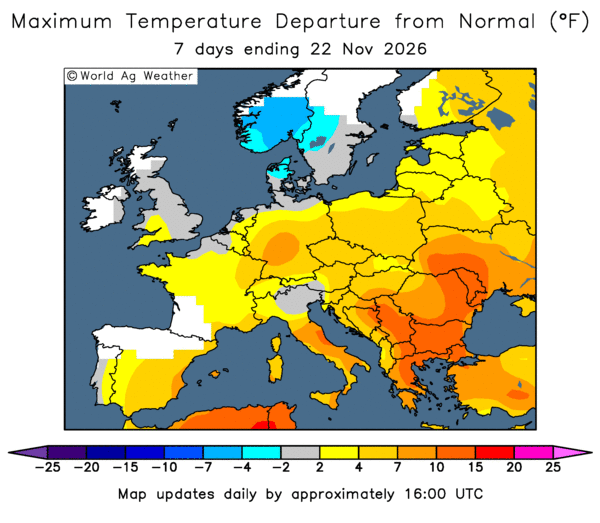 Maximum Temperature Departure from Normal (°F)
7 days ending 22 Nov 2026
© World Ag Weather
-25 -20 -15 -10 -7 -4 -2 2 4 7 10 15 20 25
Map updates daily by approximately 16:00 UTC